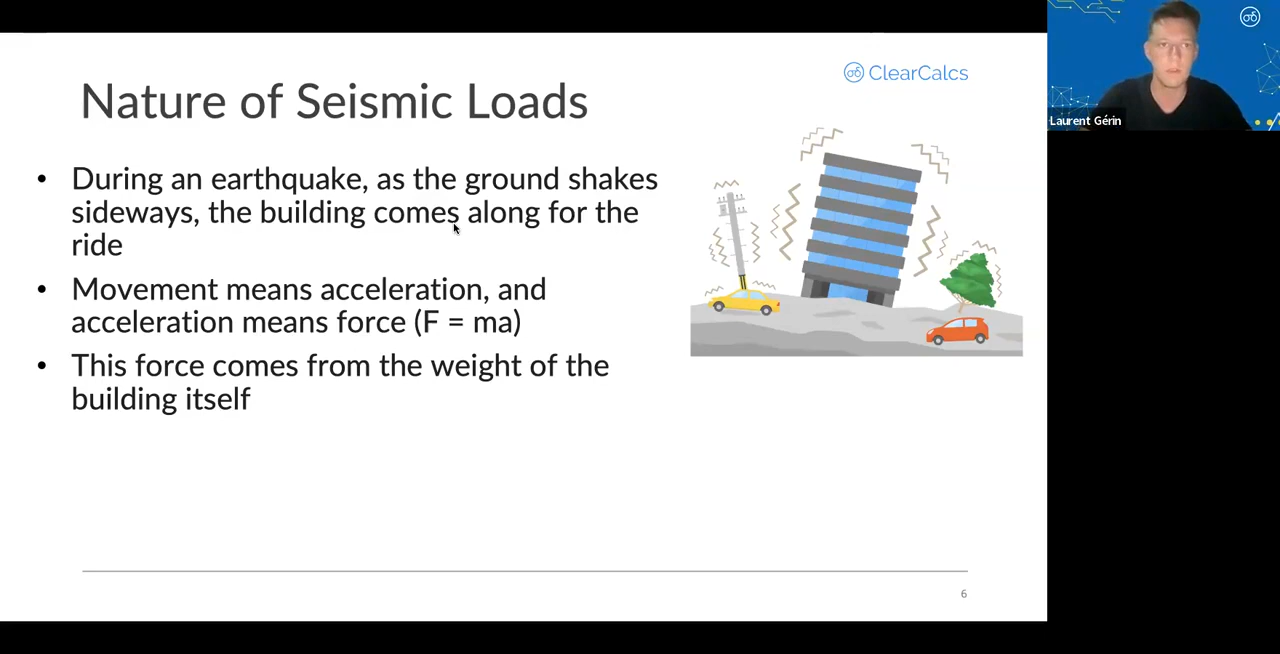 ClearCalcs
Nature of Seismic Loads
• During an earthquake, as the ground shakes
sideways, the building comes along for the
ride
• Movement means acceleration, and
acceleration means force (F = ma)
• This force comes from the weight of the
building itself
6
Laurent Gérin